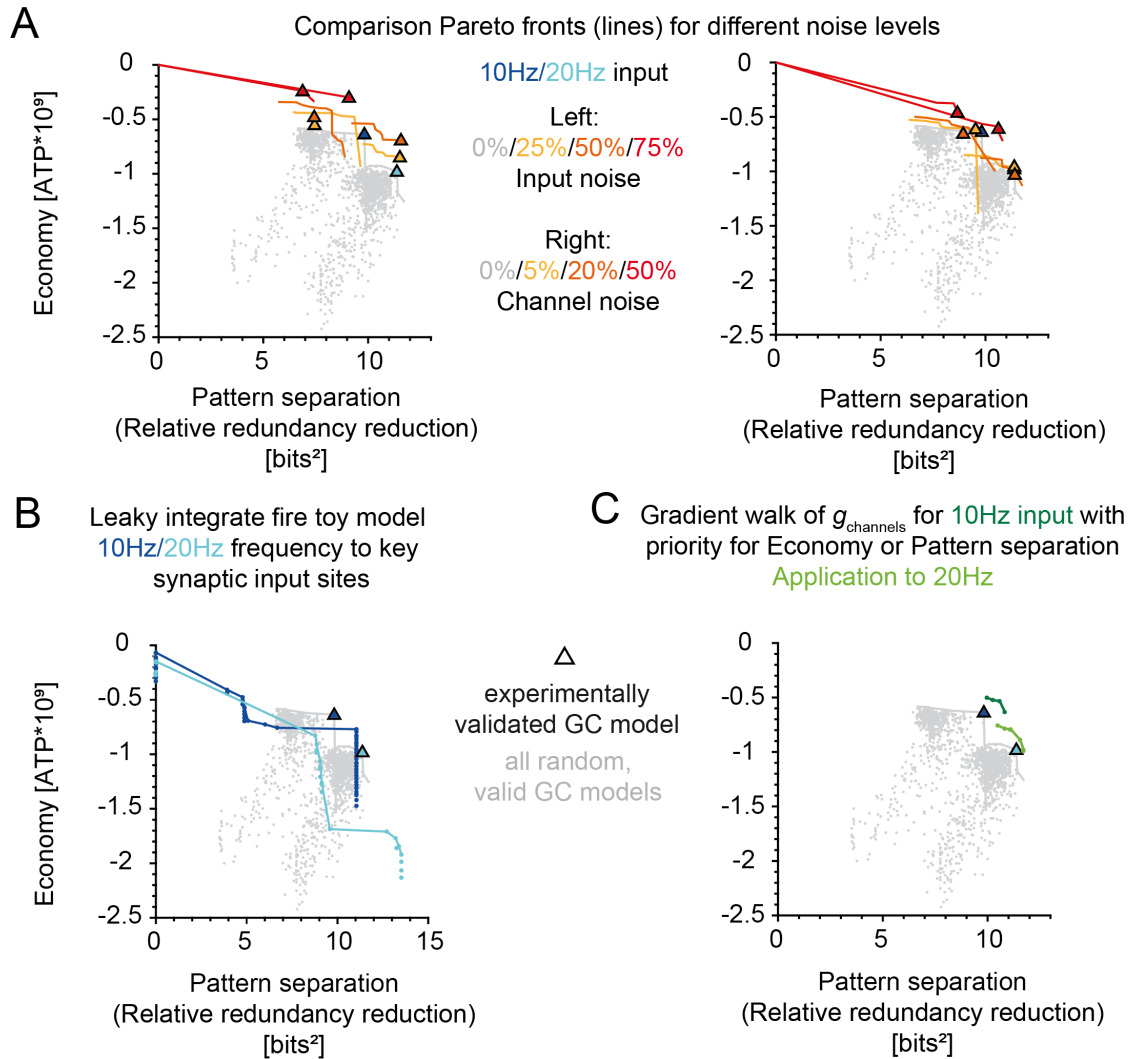 A
Comparison Pareto fronts (lines) for different noise levels
0
-0.5
-1
-1.5
-2
-2.5
0
5
10
Economy [ATP*10⁹]
Pattern separation
(Relative redundancy reduction)
[bits²]
10Hz/20Hz input
Left:
0%/25%/50%/75%
Input noise
Right:
0%/5%/20%/50%
Channel noise
0
-0.5
-1
-1.5
-2
-2.5
0
5
10
Pattern separation
(Relative redundancy reduction)
[bits²]
B
Leaky integrate fire toy model
10Hz/20Hz frequency to key
synaptic input sites
0
-0.5
-1
-1.5
-2
-2.5
0
5
10
15
Economy [ATP*10⁹]
Pattern separation
(Relative redundancy reduction)
[bits²]
experimentally
validated GC model
all random,
valid GC models
C
Gradient walk of gchannels for 10Hz input with
priority for Economy or Pattern separation
Application to 20Hz
0
-0.5
-1
-1.5
-2
-2.5
0
5
10
Pattern separation
(Relative redundancy reduction)
[bits²]